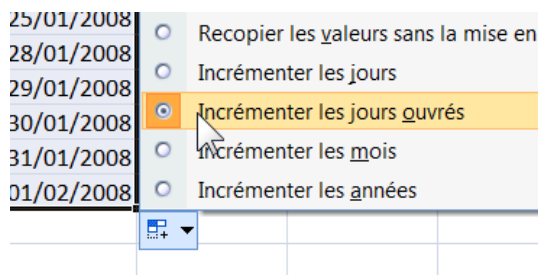 25/01/2008
28/01/2008
29/01/2008
30/01/2008
31/01/2008
01/02/2008
Recopier les valeurs sans la mise en
Incrémenter les jours
Incrémenter les jours ouvrés
Incrémenter les mois
Incrémenter les années